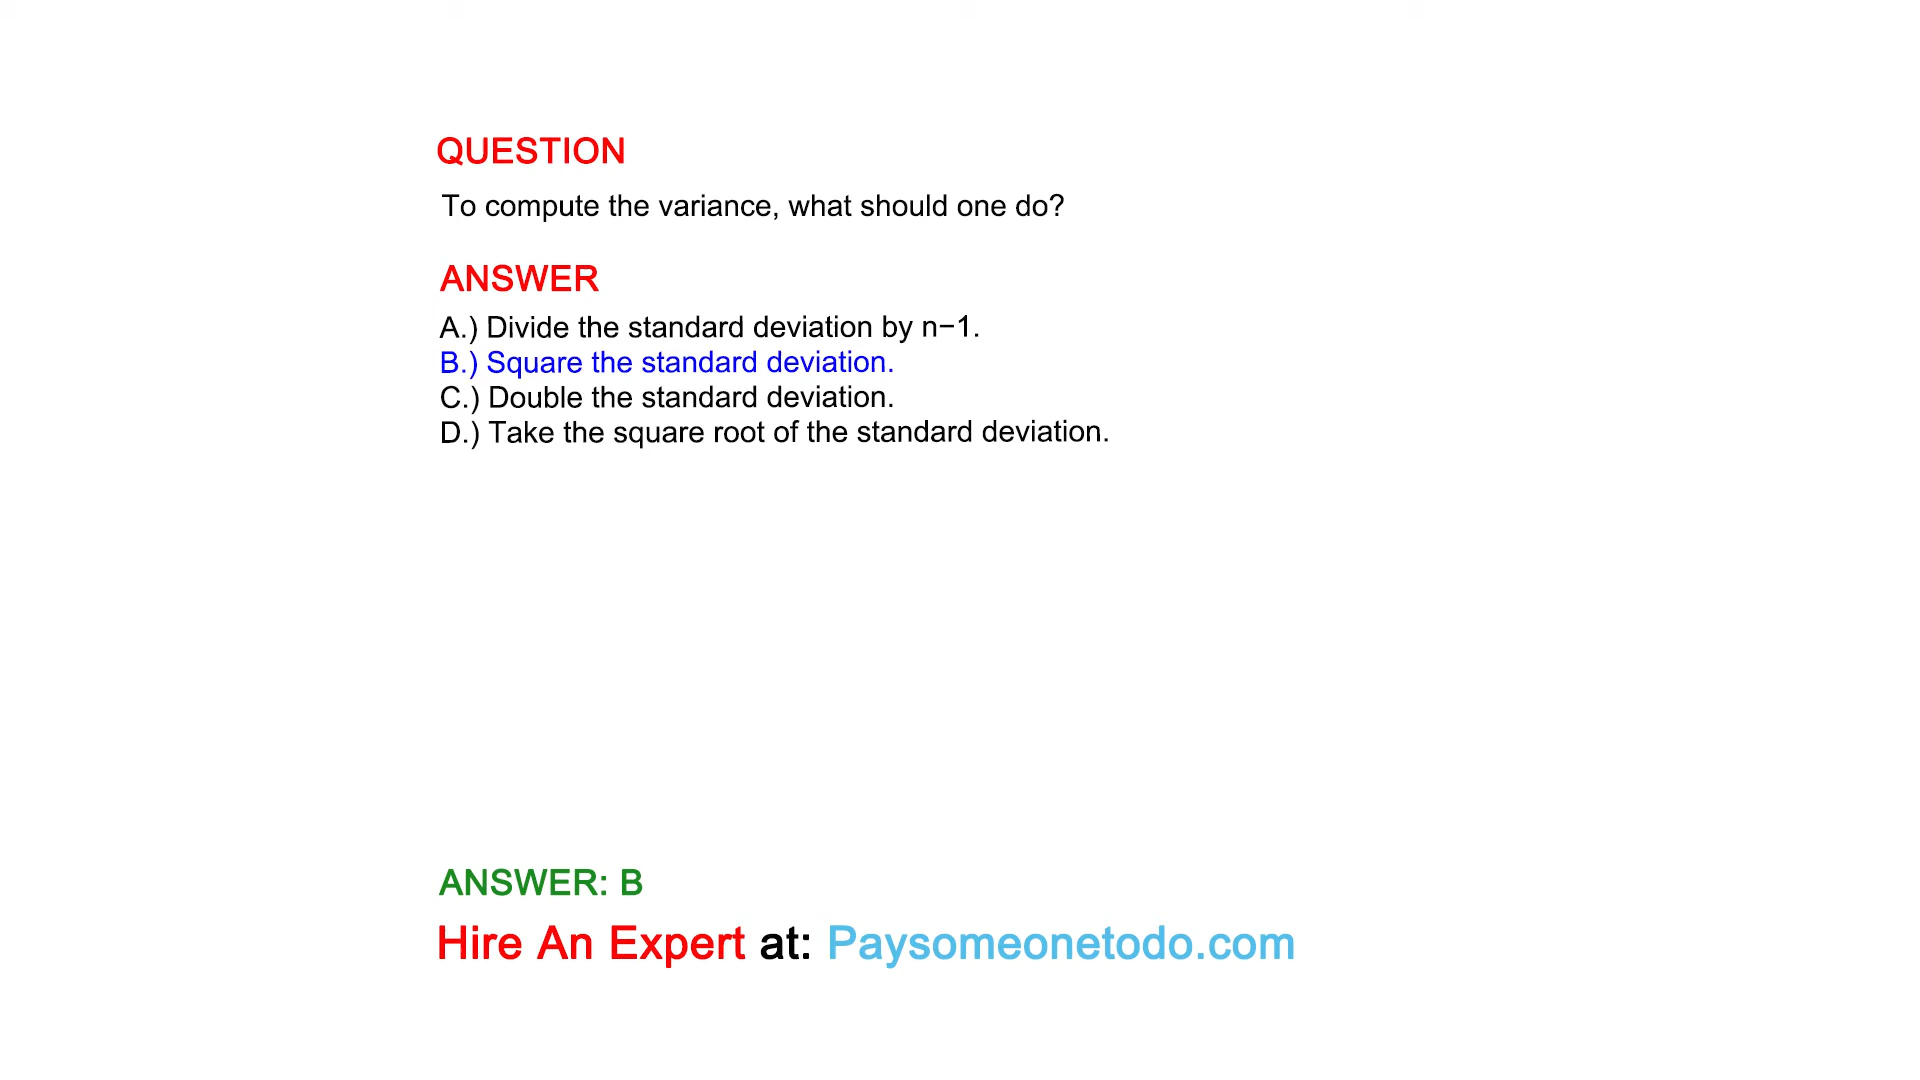 QUESTION
To compute the variance, what should one do?
ANSWER
A.) Divide the standard deviation by n−1.
B.) Square the standard deviation.
C.) Double the standard deviation.
D.) Take the square root of the standard deviation.
ANSWER: B
Hire An Expert at: Paysomeonetodo.com